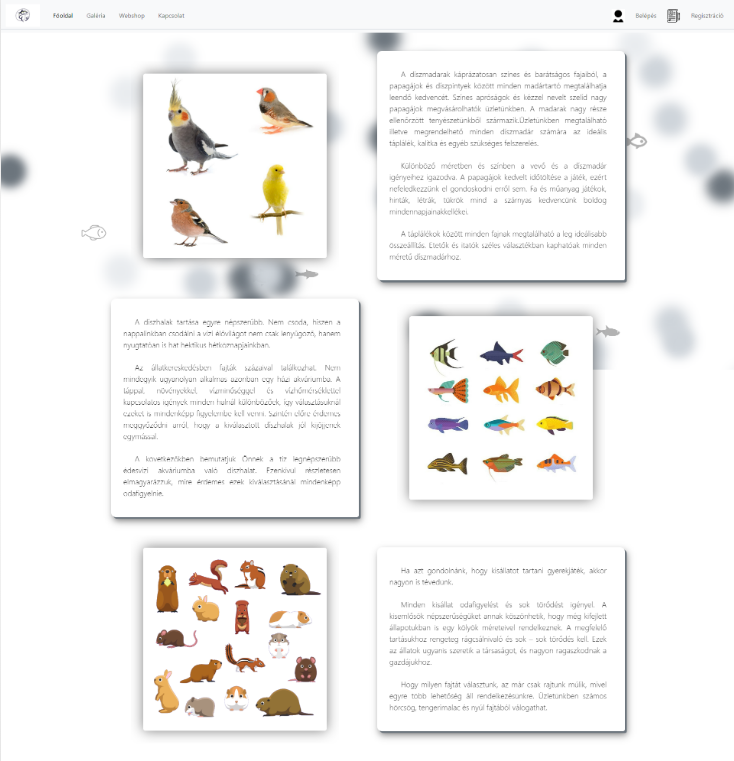 Főoldal
Galéria
Webshop
Kapcsolat
Belépés
Regisztráció
A díszmadarak káprázatosan színes és barátságos fajaiból, a
papagájok és díszpintyek között minden madártartó megtalálhatja
leendő kedvencét. Színes apróságok és kézzel nevelt szelíd nagy
papagájok megvásárolhatók üzletünkben. A madarak nagy része
ellenőrzött tenyészetünkből származik.Üzletünkben megtalálható
illetve megrendelhető minden díszmadár számára az ideális
táplálék, kalitka és egyéb szükséges felszerelés.
Különböző méretben és színben a vevő és a díszmadár
igényeihez igazodva. A papagájok kedvelt időtöltése a játék, ezért
nefeledkezzünk el gondoskodni erről sem. Fa és műanyag játékok,
hinták, létrák, tükrök mind a szárnyas kedvencünk boldog
mindennapjainakkellékei.
A táplálékok között minden fajnak megtalálható a leg ideálisabb
összeállítás. Etetők és itatók széles választékban kaphatóak minden
méretű díszmadárhoz.
A díszhalak tartása egyre népszerűbb. Nem csoda, hiszen a
nappalinkban csodálni a vízi élővilágot nem csak lenyűgöző, hanem
nyugtatóan is hat hektikus hétköznapjainkban.
Az állatkereskedésben fajták százaival találkozhat. Nem
mindegyik ugyanolyan alkalmas azonban egy házi akváriumba. A
táppal, növényekkel, vízminőséggel és vízhőmérséklettel
kapcsolatos igények minden halnál különbözőek, így választásuknál
ezeket is mindenképp figyelembe kell venni. Szintén előre érdemes
meggyőződni arról, hogy a kiválasztott díszhalak jól kijöjenek
egymással.
A következőkben bemutatjuk Önnek a tíz legnépszerűbb
édesvízi akváriumba való díszhalat. Ezenkívül részletesen
elmagyarázzuk, mire érdemes ezek kiválasztásánál mindenképp
odafigyelnie.
Ha azt gondolnánk, hogy kisállatot tartani gyerekjáték, akkor
nagyon is tévedünk.
Minden kisállat odafigyelést és sok törődést igényel. A
kisemlősök népszerűségüket annak köszönhetik, hogy még kifejlett
állapotukban is egy kölyök méreteivel rendelkeznek. A megfelelő
tartásukhoz rengeteg rágcsálnivaló és sok – sok törődés kell. Ezek
az állatok ugyanis szeretik a társaságot, és nagyon ragaszkodnak a
gazdájukhoz.
Hogy milyen fajtát választunk, az már csak rajtunk múlik, mivel
egyre több lehetőség áll rendelkezésünkre. Üzletünkben számos
hörcsög, tengerimalac és nyúl fajtából válogathat.